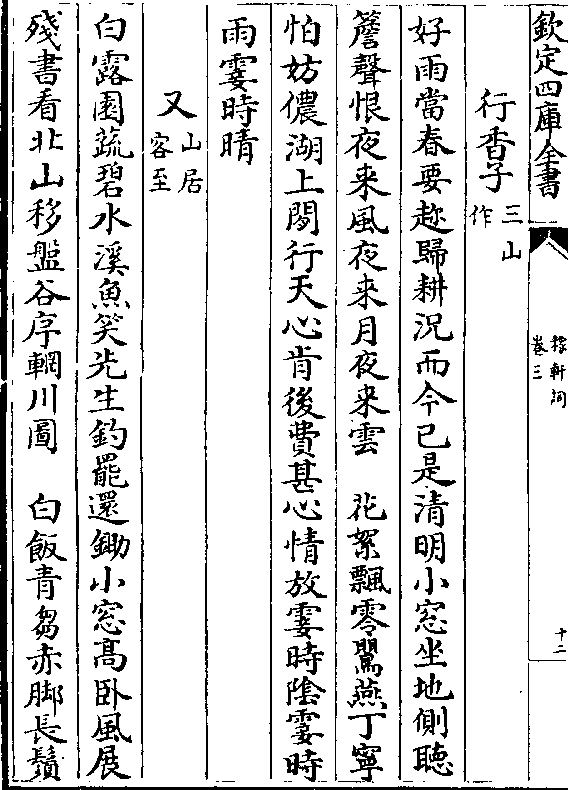 欽定四庫全書
稼軒詞
卷三
十二
行香子
三山
作
好雨當春要趂歸耕況而今已是清明小窓坐地側聽
簷聲恨夜来風夜来月夜来雲　花絮飄零鶯燕丁寧
怕妨儂湖上閒行天心肯後費甚心情放霎時隂霎時
雨霎時晴
又
山居
客至
白露園蔬碧水溪魚笑先生釣罷還鋤小窓髙卧風展
殘書看北山移盤谷序輞川圖　白飯青芻赤脚長鬚